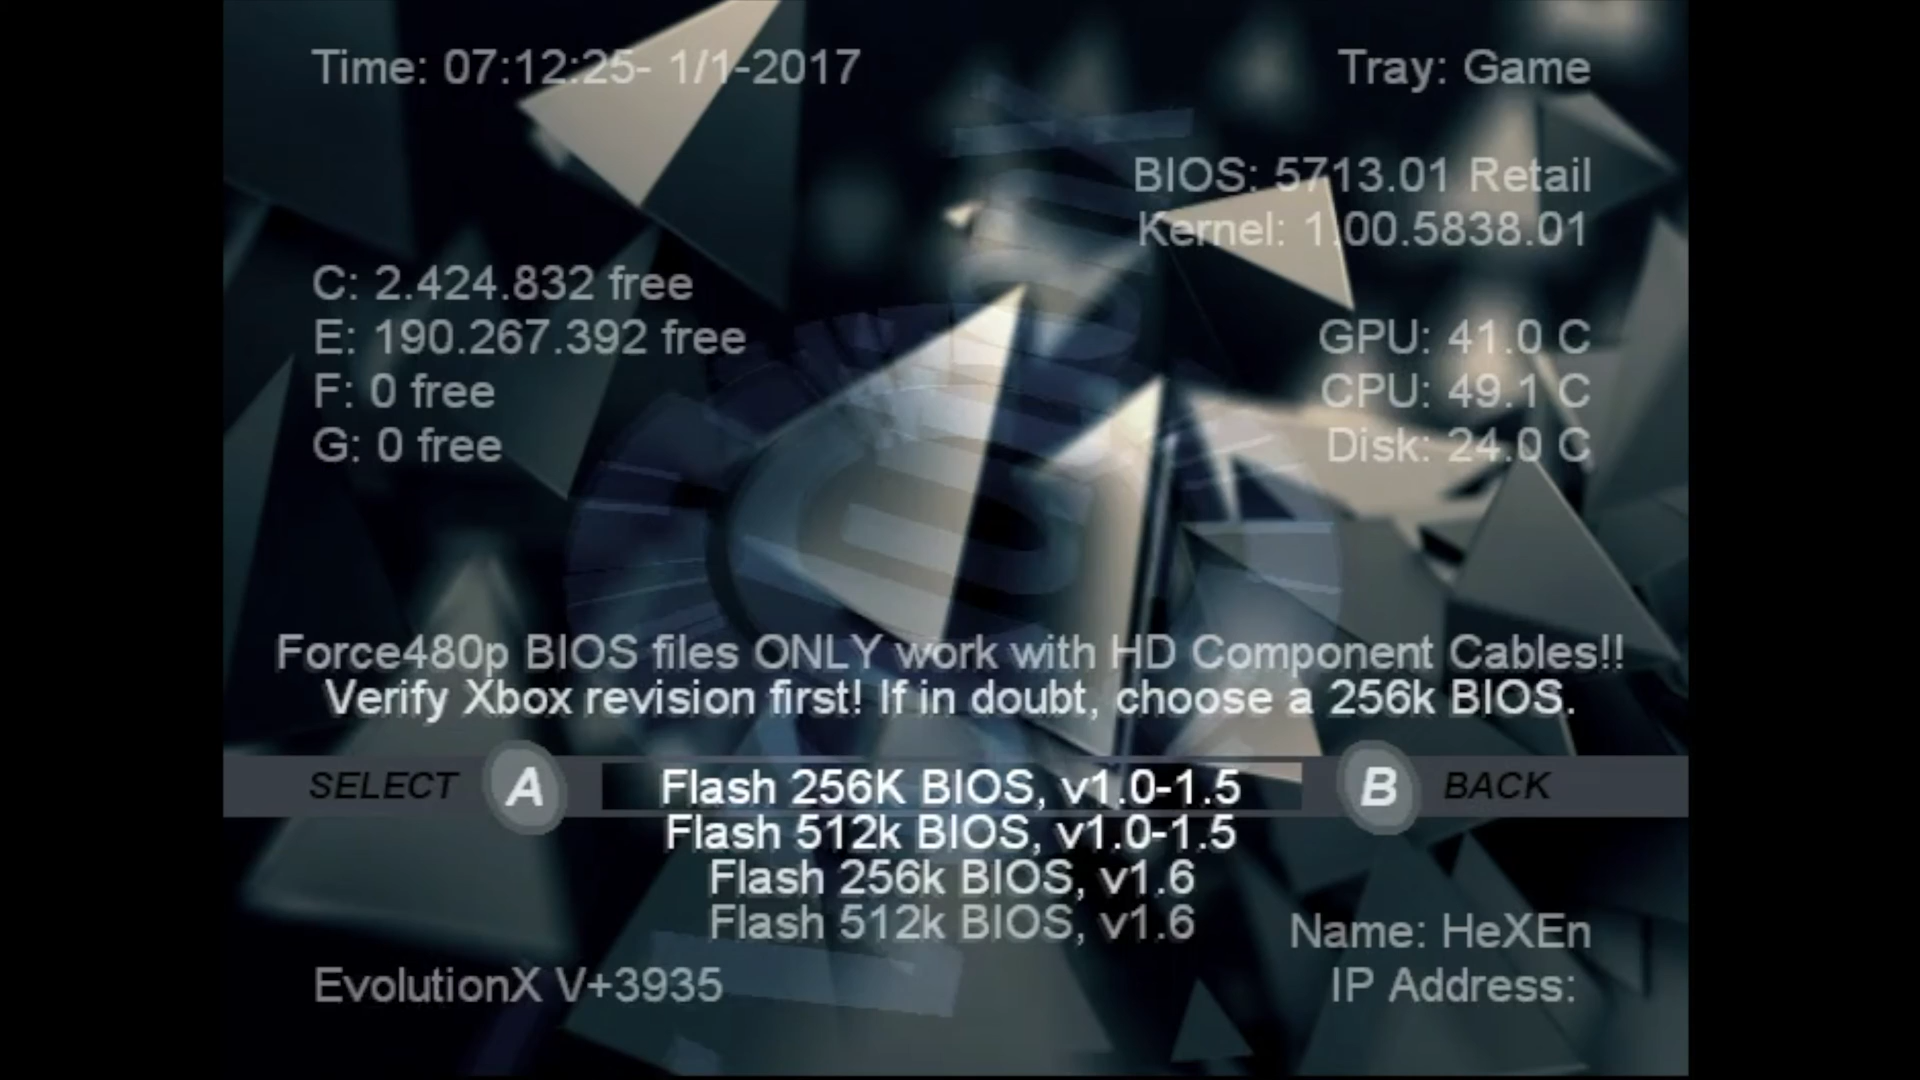 Time: 07:12:25- 1/1-2017
Tray: Game
BIOS: 5713.01 Retail
Kernel: 1.00.5838.01
C: 2.424.832 free
E: 190.267.392 free
F: 0 free
G: 0 free
GPU: 41.0 C
CPU: 49.1 C
Disk: 24.0 C
Force480p BIOS files ONLY work with HD Component Cables!!
Verify Xbox revision first! If in doubt, choose a 256k BIOS.
SELECT A Flash 256K BIOS, v1.0-1.5 B BACK
Flash 512k BIOS, v1.0-1.5
Flash 256k BIOS, v1.6
Flash 512k BIOS, v1.6
Name: HeXEn
EvolutionX V+3935
IP Address: